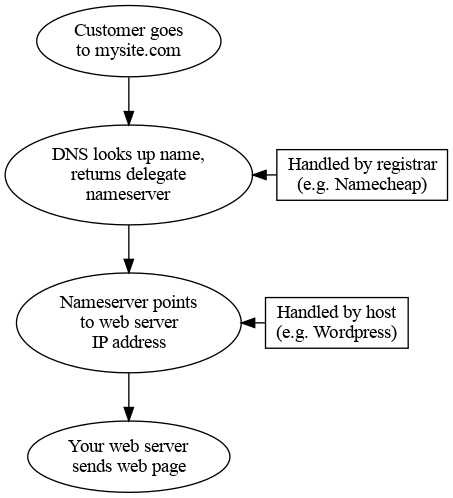 Customer goes
to mysite.com
DNS looks up name,
returns delegate
nameserver
Handled by registrar
(e.g. Namecheap)
Nameserver points
to web server
IP address
Handled by host
(e.g. Wordpress)
Your web server
sends web page